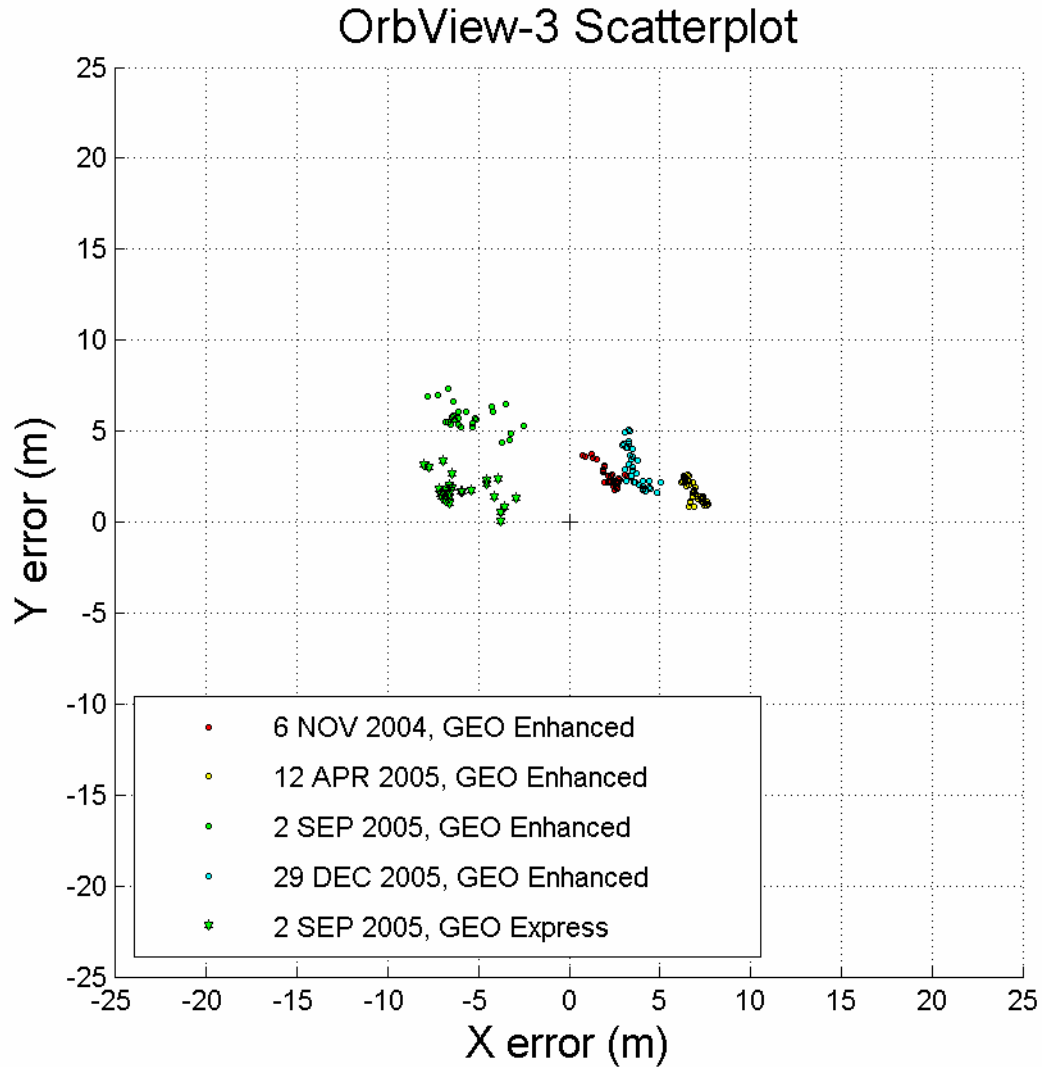 OrbView-3 Scatterplot
25
20
15
10
5
0
-5
-10
-15
-20
-25
Y error (m)
6 NOV 2004, GEO Enhanced
12 APR 2005, GEO Enhanced
2 SEP 2005, GEO Enhanced
29 DEC 2005, GEO Enhanced
2 SEP 2005, GEO Express
-25 -20 -15 -10 -5 0 5 10 15 20 25
X error (m)